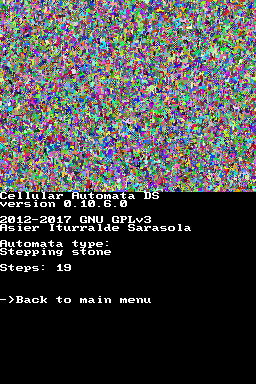 Cellular Automata DS
version 0.10.6.0
2012-2017 GNU GPLv3
Asier Iturralde Sarasola
Automata type:
Stepping stone
Steps: 19
->Back to main menu